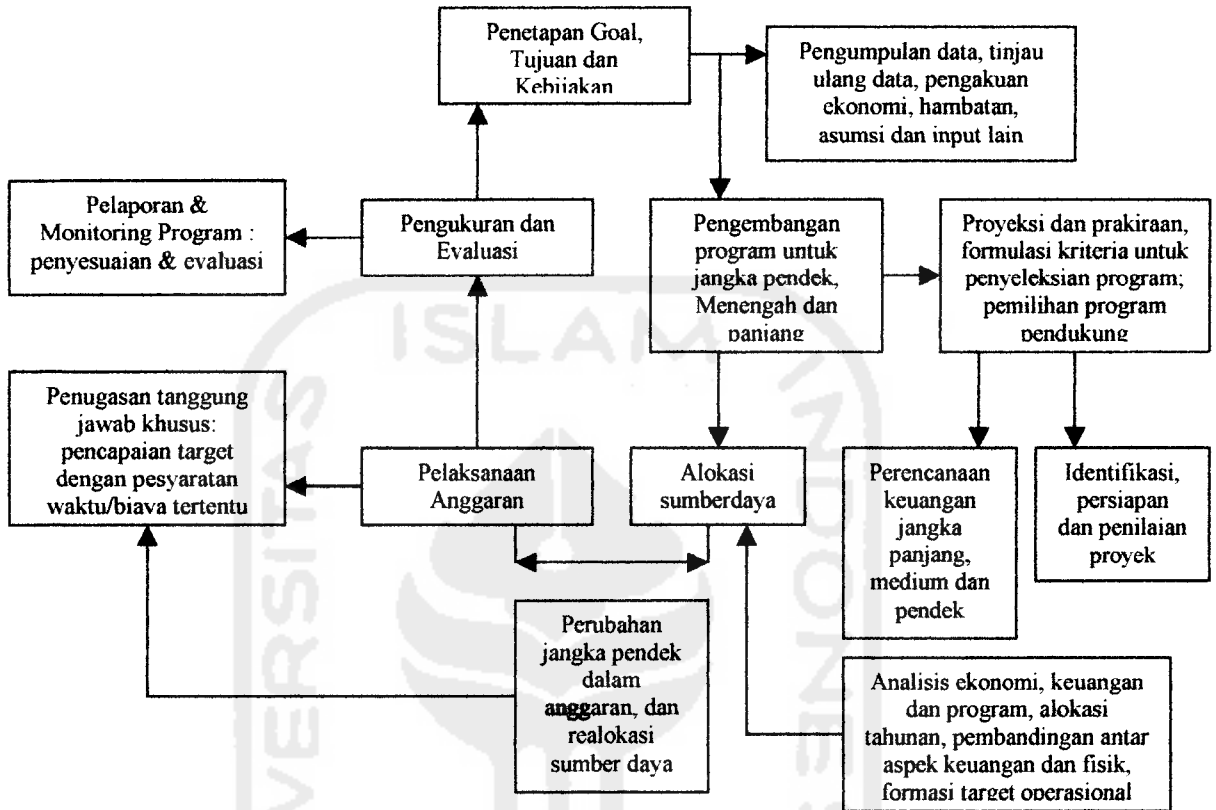 Penetapan Goal,
Tujuan dan
Kebijakan
Pengumpulan data, tinjau
ulang data, pengakuan
ekonomi, hambatan,
asumsi dan input lain
Pelaporan &
Monitoring Program :
penyesuaian & evaluasi
Pengukuran dan
Evaluasi
Pengembangan
program untuk
jangka pendek,
Menengah dan
panjang
Proyeksi dan prakiraan,
formulasi kriteria untuk
penyeleksian program;
pemilihan program
pendukung
Penugasan tanggung
jawab khusus:
pencapaian target
dengan pesyaratan
waktu/biaya tertentu
Pelaksanaan
Anggaran
Alokasi
sumberdaya
Perencanaan
keuangan
jangka
panjang,
medium dan
pendek
Identifikasi,
persiapan
dan penilaian
proyek
Perubahan
jangka pendek
dalam
anggaran, dan
realokasi
sumber daya
Analisis ekonomi, keuangan
dan program, alokasi
tahunan, pembandingan antar
aspek keuangan dan fisik,
formasi target operasional
ISLAM